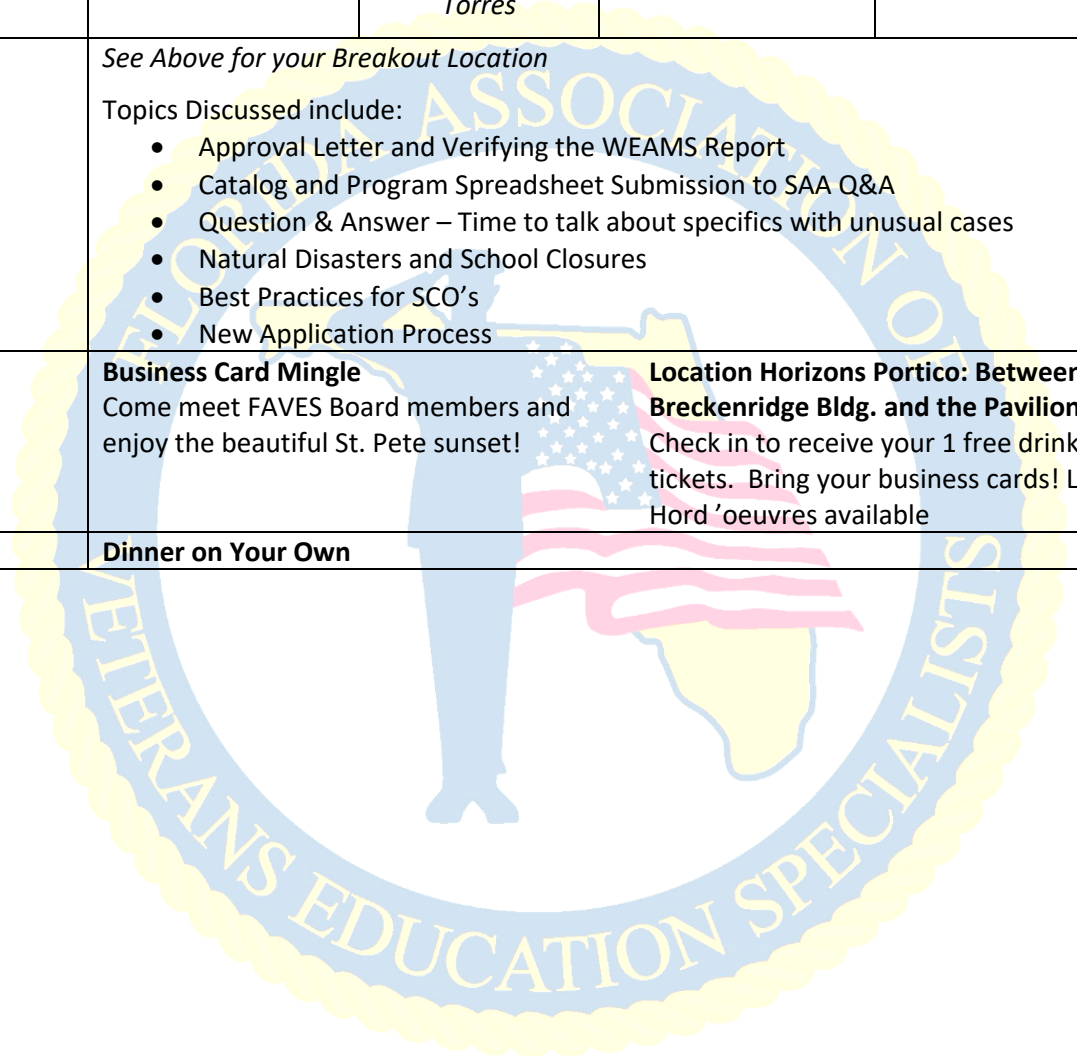 Torres
See Above for your Breakout Location
Topics Discussed include:
• Approval Letter and Verifying the WEAMS Report
• Catalog and Program Spreadsheet Submission to SAA Q&A
• Question & Answer – Time to talk about specifics with unusual cases
• Natural Disasters and School Closures
• Best Practices for SCO’s
• New Application Process
Business Card Mingle
Come meet FAVES Board members and
enjoy the beautiful St. Pete sunset!
Location Horizons Portico: Between
Breckenridge Bldg. and the Pavilion
Check in to receive your 1 free drink
tickets.  Bring your business cards! L
Hord ’oeuvres available
Dinner on Your Own
FLORIDA ASSOCIATION OF
VETERANS EDUCATION SPECIALISTS